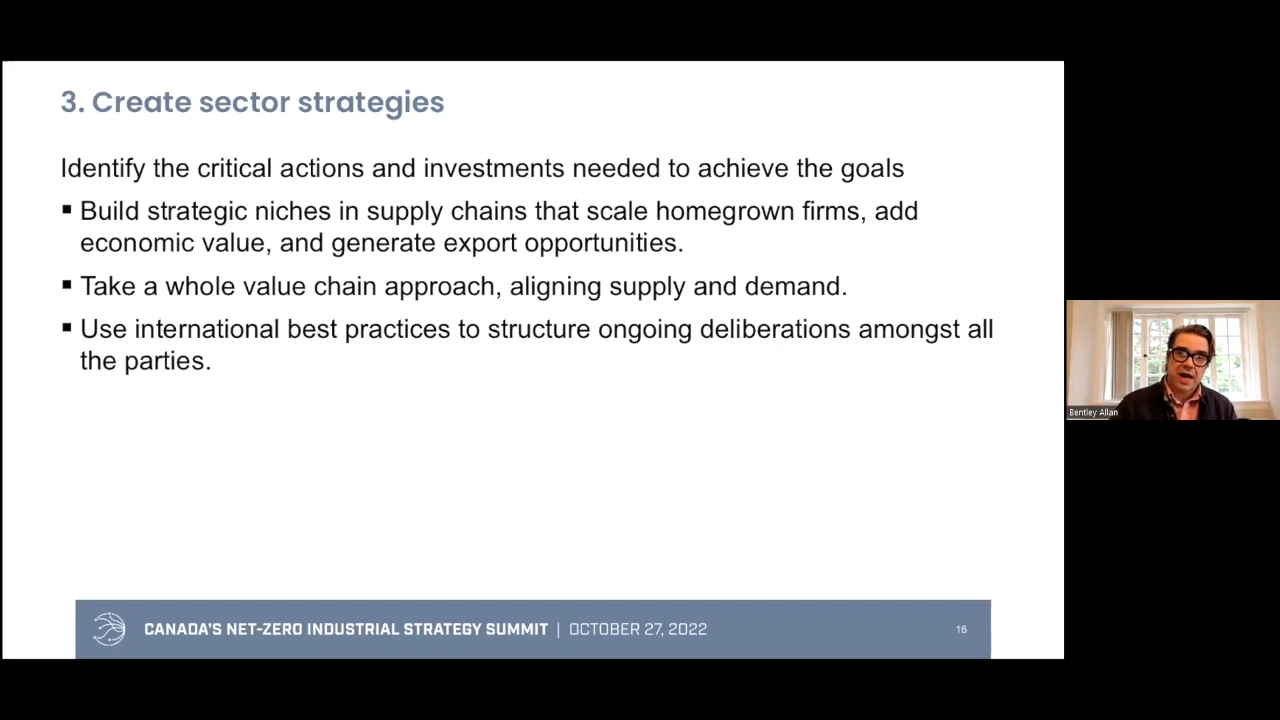 3. Create sector strategies
Identify the critical actions and investments needed to achieve the goals
▪ Build strategic niches in supply chains that scale homegrown firms, add
economic value, and generate export opportunities.
▪ Take a whole value chain approach, aligning supply and demand.
▪ Use international best practices to structure ongoing deliberations amongst all
the parties.
Bentley Allan
CANADA'S NET-ZERO INDUSTRIAL STRATEGY SUMMIT | OCTOBER 27, 2022
16